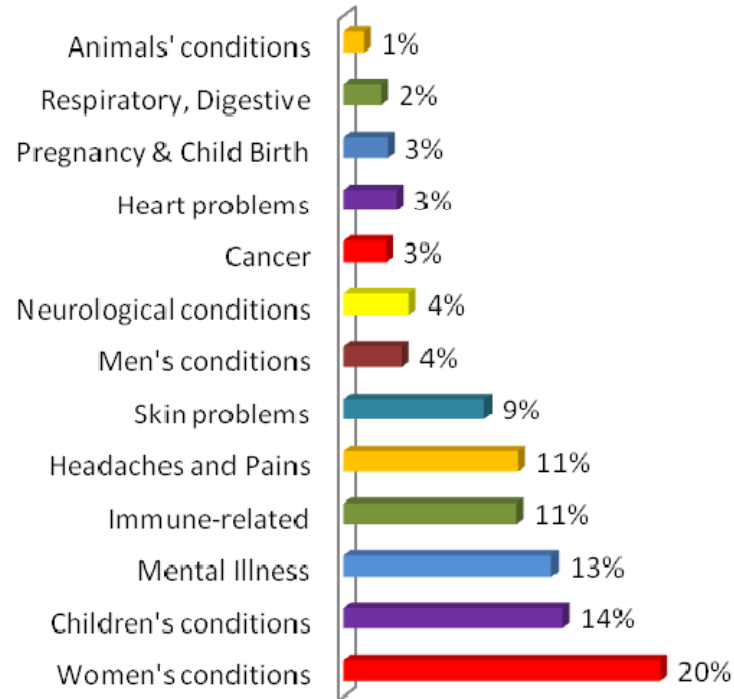 Animals' conditions 1%
Respiratory, Digestive 2%
Pregnancy & Child Birth 3%
Heart problems 3%
Cancer 3%
Neurological conditions 4%
Men's conditions 4%
Skin problems 9%
Headaches and Pains 11%
Immune-related 11%
Mental Illness 13%
Children's conditions 14%
Women's conditions 20%